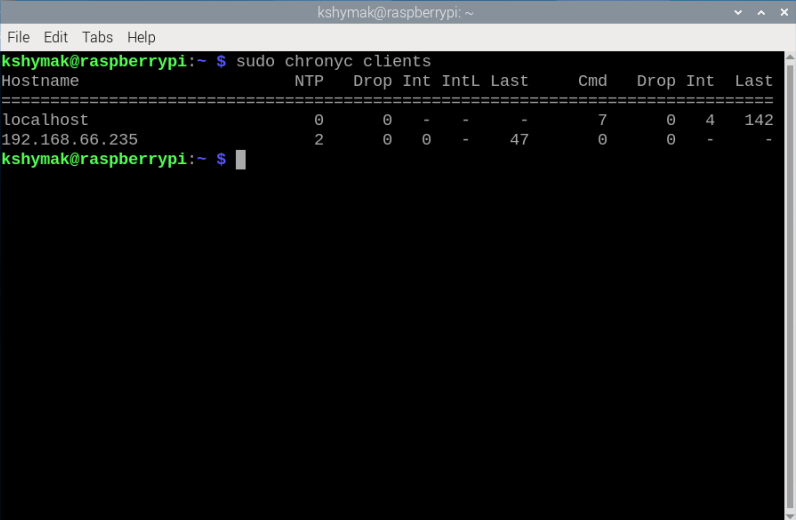 kshymak@raspberrypi: ~
File Edit Tabs Help
kshymak@raspberrypi:~ $ sudo chronyc clients
Hostname                      NTP   Drop Int IntL Last     Cmd   Drop Int  Last
===============================================================================
localhost                       0      0   -   -     -       7      0   4   142
192.168.66.235                  2      0   0   -    47       0      0   -     -
kshymak@raspberrypi:~ $